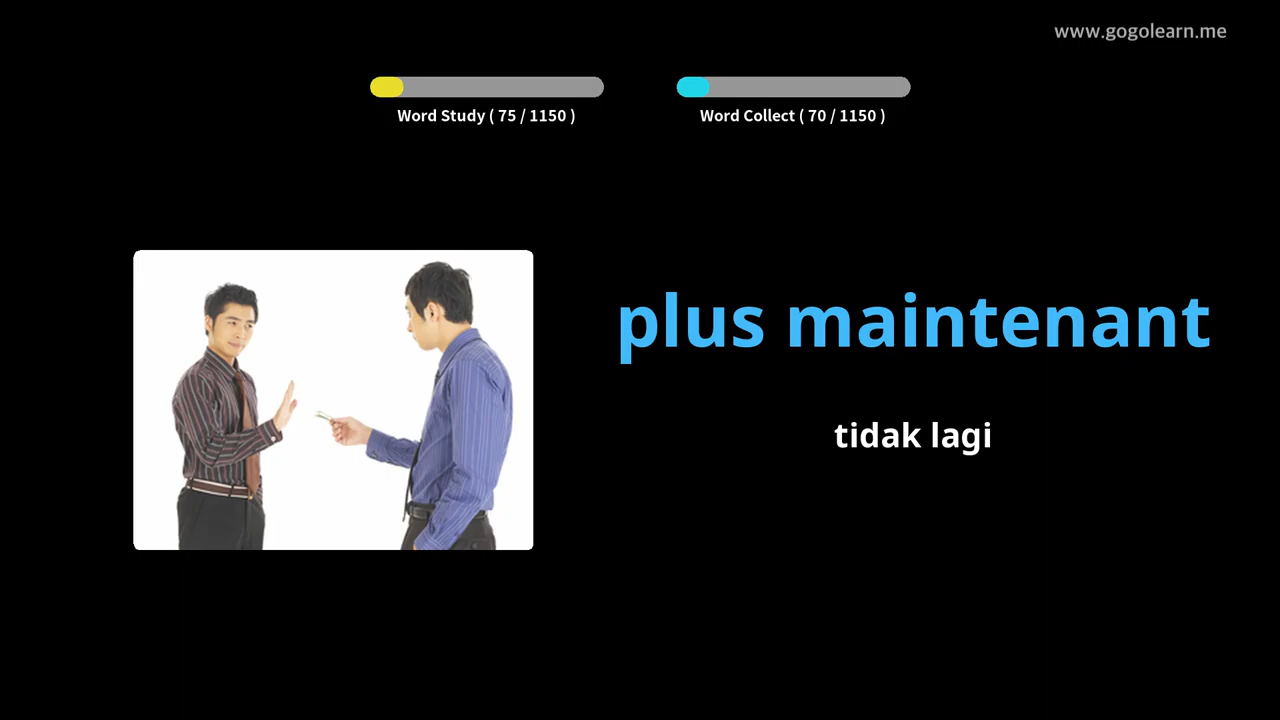 www.gogolearn.me
Word Study ( 75 / 1150 )
Word Collect ( 70 / 1150 )
plus maintenant
tidak lagi